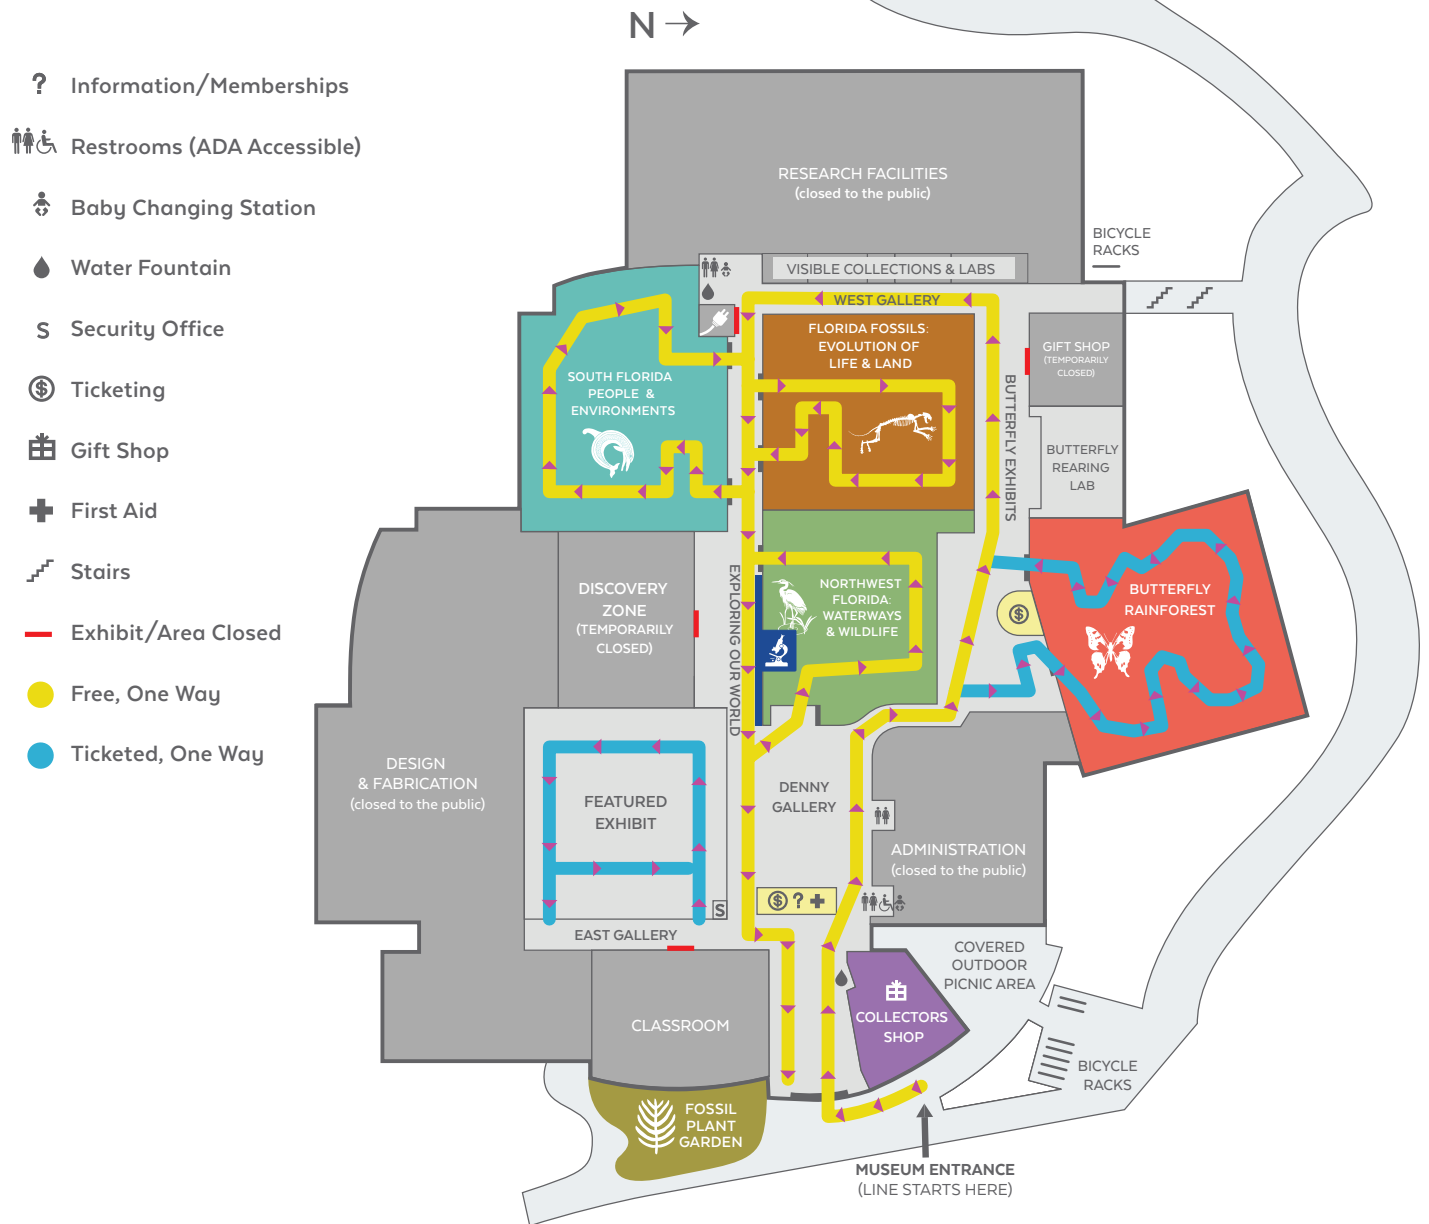 N
? Information/Memberships
Restrooms (ADA Accessible)
Baby Changing Station
Water Fountain
S Security Office
$ Ticketing
Gift Shop
First Aid
Stairs
Exhibit/Area Closed
Free, One Way
Ticketed, One Way
RESEARCH FACILITIES
(closed to the public)
BICYCLE
RACKS
VISIBLE COLLECTIONS & LABS
WEST GALLERY
FLORIDA FOSSILS:
EVOLUTION OF
LIFE & LAND
GIFT SHOP
(TEMPORARILY
CLOSED)
SOUTH FLORIDA
PEOPLE &
ENVIRONMENTS
BUTTERFLY EXHIBITS
BUTTERFLY
REARING
LAB
DISCOVERY
ZONE
(TEMPORARILY
CLOSED)
EXPLORING OUR WORLD
NORTHWEST
FLORIDA:
WATERWAYS
& WILDLIFE
$
BUTTERFLY
RAINFOREST
DESIGN
& FABRICATION
(closed to the public)
FEATURED
EXHIBIT
DENNY
GALLERY
ADMINISTRATION
(closed to the public)
$ ?
S
EAST GALLERY
COVERED
OUTDOOR
PICNIC AREA
CLASSROOM
COLLECTORS
SHOP
BICYCLE
RACKS
FOSSIL
PLANT
GARDEN
MUSEUM ENTRANCE
(LINE STARTS HERE)